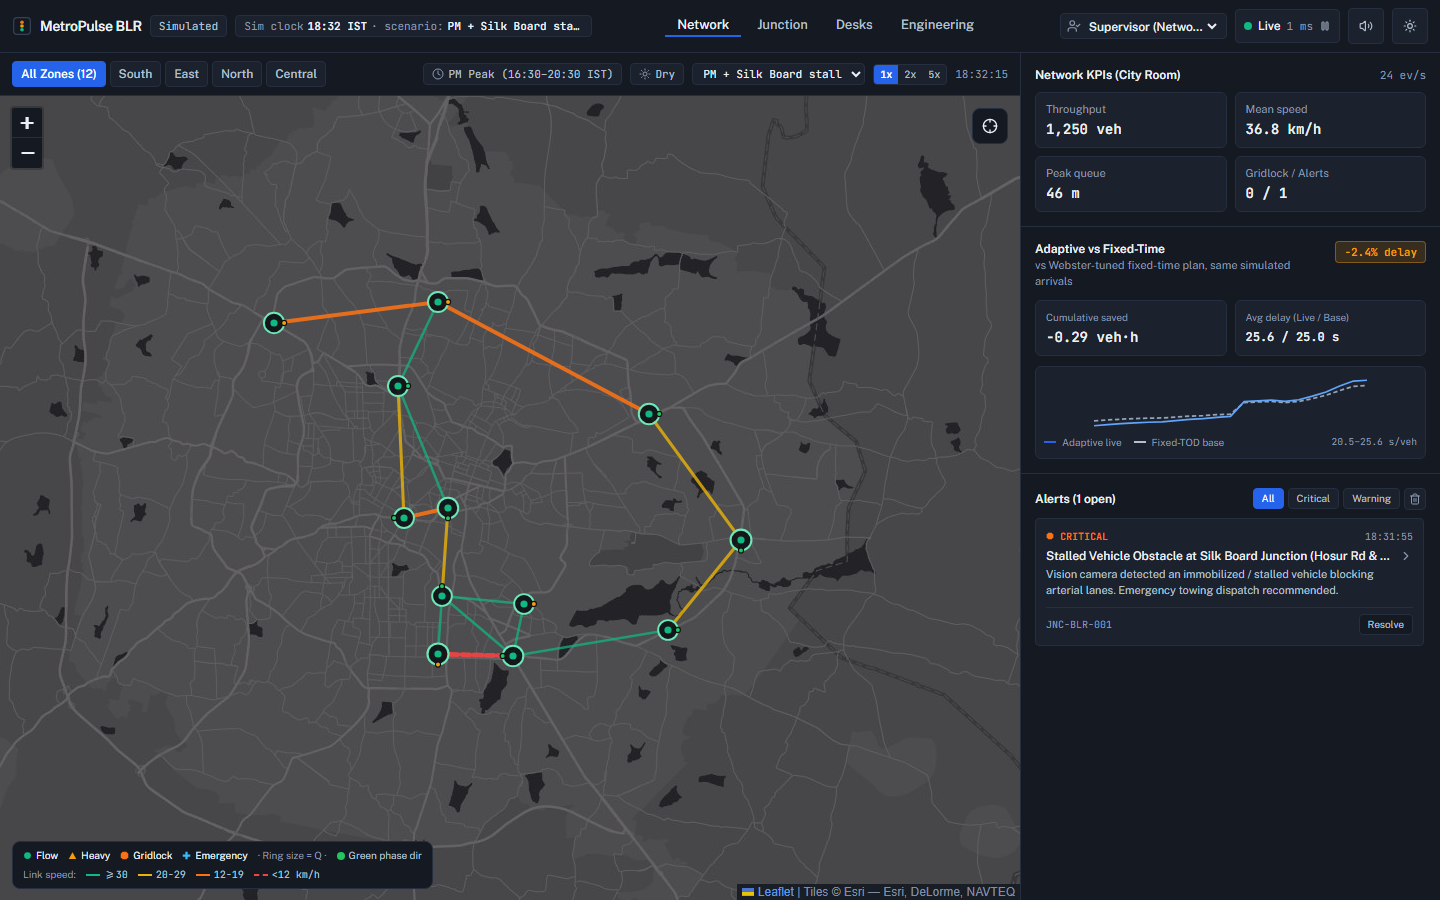 MetroPulse BLR
Simulated
Sim clock 18:32 IST · scenario: PM + Silk Board sta…
Network
Junction
Desks
Engineering
Supervisor (Netwo...
Live 1 ms
All Zones (12)
South
East
North
Central
PM Peak (16:30–20:30 IST)
Dry
PM + Silk Board stall
1x
2x
5x
18:32:15
+
−
Network KPIs (City Room)
24 ev/s
Throughput
1,250 veh
Mean speed
36.8 km/h
Peak queue
46 m
Gridlock / Alerts
0 / 1
Adaptive vs Fixed-Time
-2.4% delay
vs Webster-tuned fixed-time plan, same simulated
arrivals
Cumulative saved
-0.29 veh·h
Avg delay (Live / Base)
25.6 / 25.0 s
Adaptive live
Fixed-TOD base
20.5–25.6 s/veh
Alerts (1 open)
All
Critical
Warning
CRITICAL
18:31:55
Stalled Vehicle Obstacle at Silk Board Junction (Hosur Rd & ...
Vision camera detected an immobilized / stalled vehicle blocking
arterial lanes. Emergency towing dispatch recommended.
JNC-BLR-001
Resolve
Flow
Heavy
Gridlock
Emergency
· Ring size = Q ·
Green phase dir
Link speed:
≥30
20-29
12-19
<12 km/h
Leaflet | Tiles © Esri — Esri, DeLorme, NAVTEQ